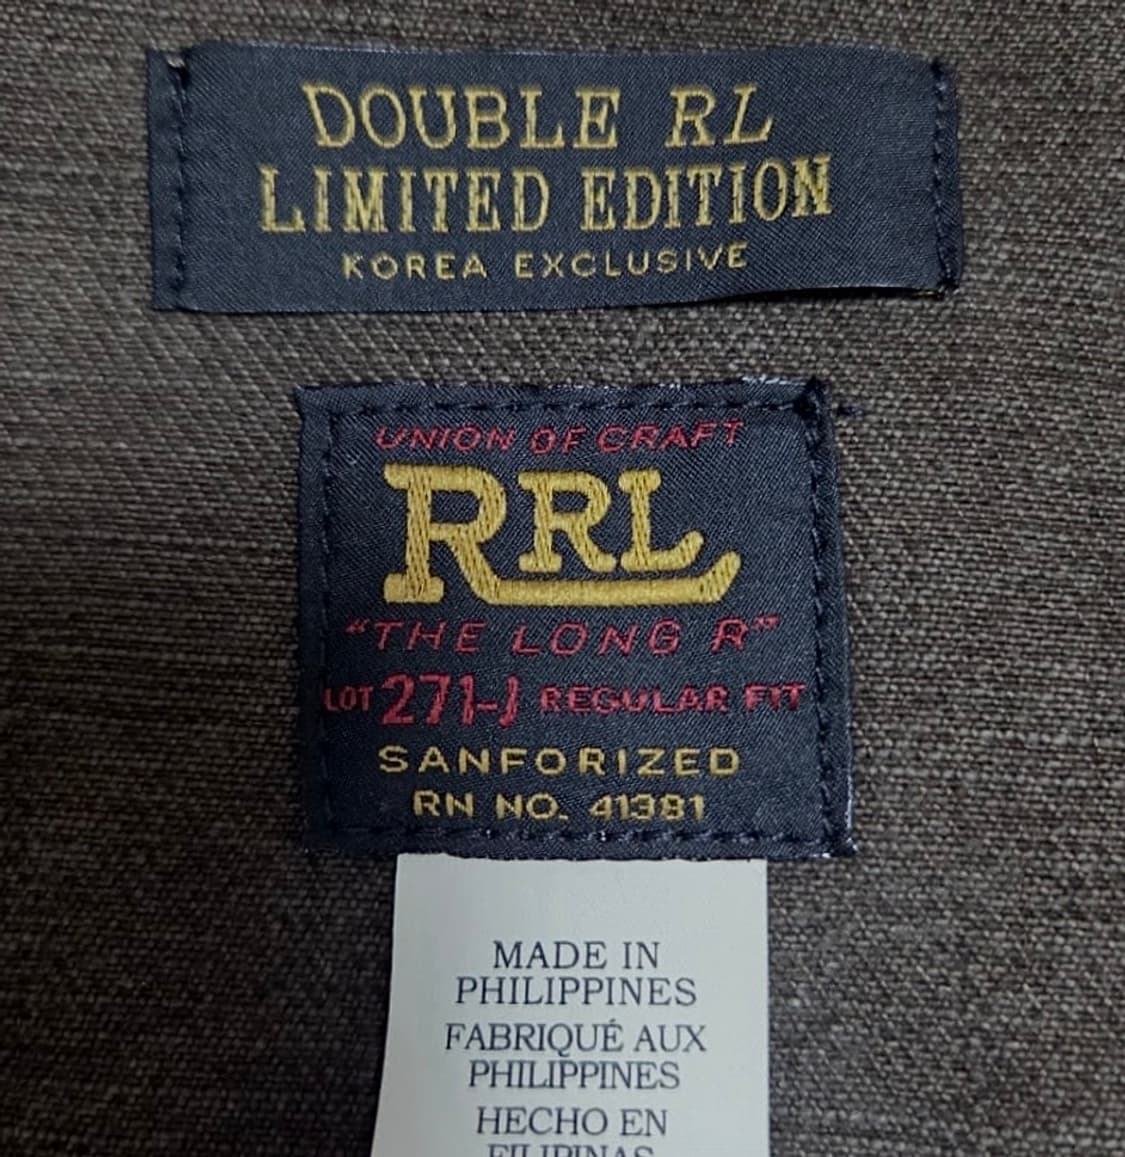 DOUBLE RL
LIMITED EDITION
KOREA EXCLUSIVE
UNION OF CRAFT
RRL
"THE LONG R"
LOT 271-J REGULAR FIT
SANFORIZED
RN NO. 41381
MADE IN
PHILIPPINES
FABRIQUÉ AUX
PHILIPPINES
HECHO EN
FILIPINAS